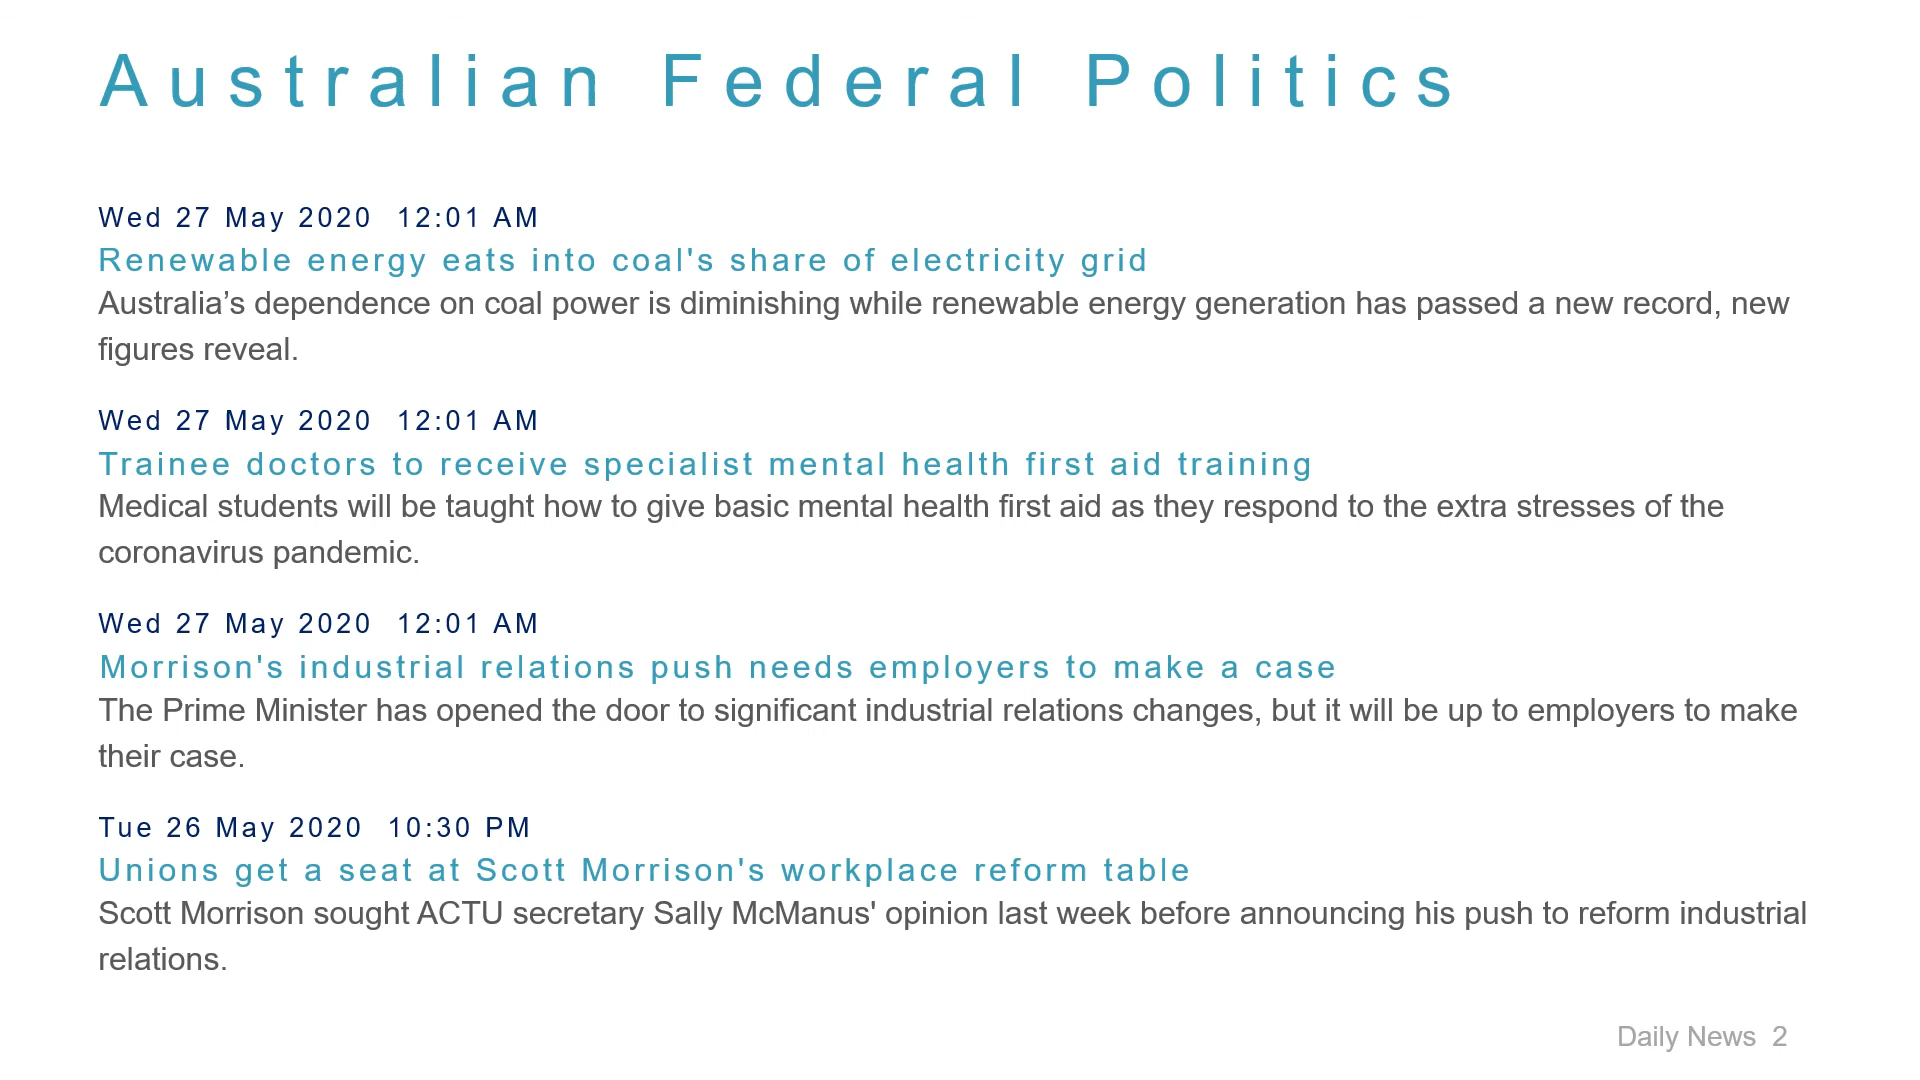 Australian Federal Politics
Wed 27 May 2020  12:01 AM
Renewable energy eats into coal's share of electricity grid
Australia’s dependence on coal power is diminishing while renewable energy generation has passed a new record, new
figures reveal.
Wed 27 May 2020  12:01 AM
Trainee doctors to receive specialist mental health first aid training
Medical students will be taught how to give basic mental health first aid as they respond to the extra stresses of the
coronavirus pandemic.
Wed 27 May 2020  12:01 AM
Morrison's industrial relations push needs employers to make a case
The Prime Minister has opened the door to significant industrial relations changes, but it will be up to employers to make
their case.
Tue 26 May 2020  10:30 PM
Unions get a seat at Scott Morrison's workplace reform table
Scott Morrison sought ACTU secretary Sally McManus' opinion last week before announcing his push to reform industrial
relations.
Daily News  2